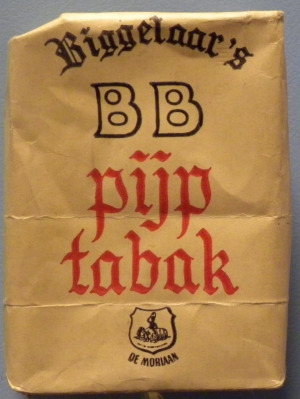 Biggelaar's
BB
pijp
tabak
DE MORIAAN